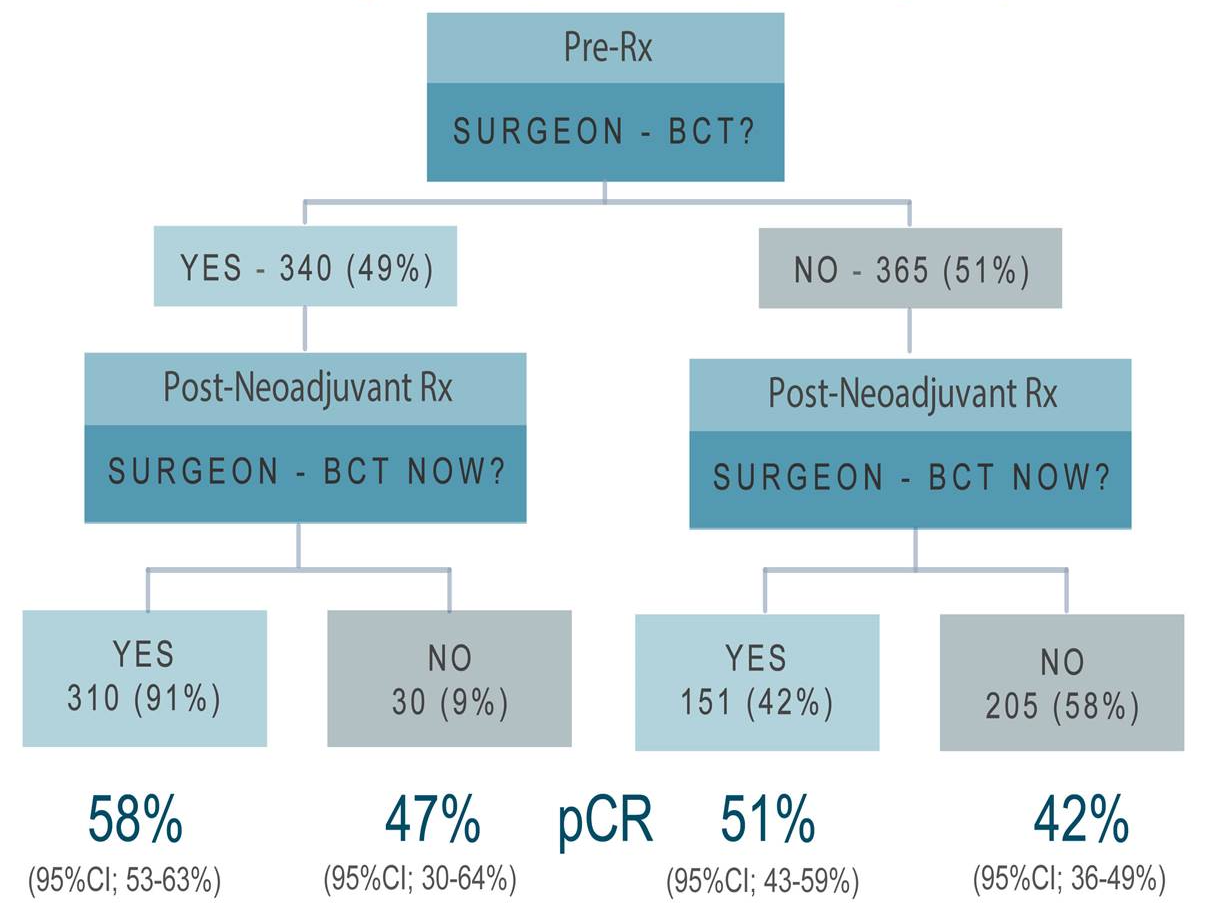 Pre-Rx
SURGEON - BCT?
YES - 340 (49%)
NO - 365 (51%)
Post-Neoadjuvant Rx
SURGEON - BCT NOW?
Post-Neoadjuvant Rx
SURGEON - BCT NOW?
YES
310 (91%)
NO
30 (9%)
YES
151 (42%)
NO
205 (58%)
58%
47%
pCR
51%
42%
(95%CI; 53-63%)
(95%CI; 30-64%)
(95%CI; 43-59%)
(95%CI; 36-49%)